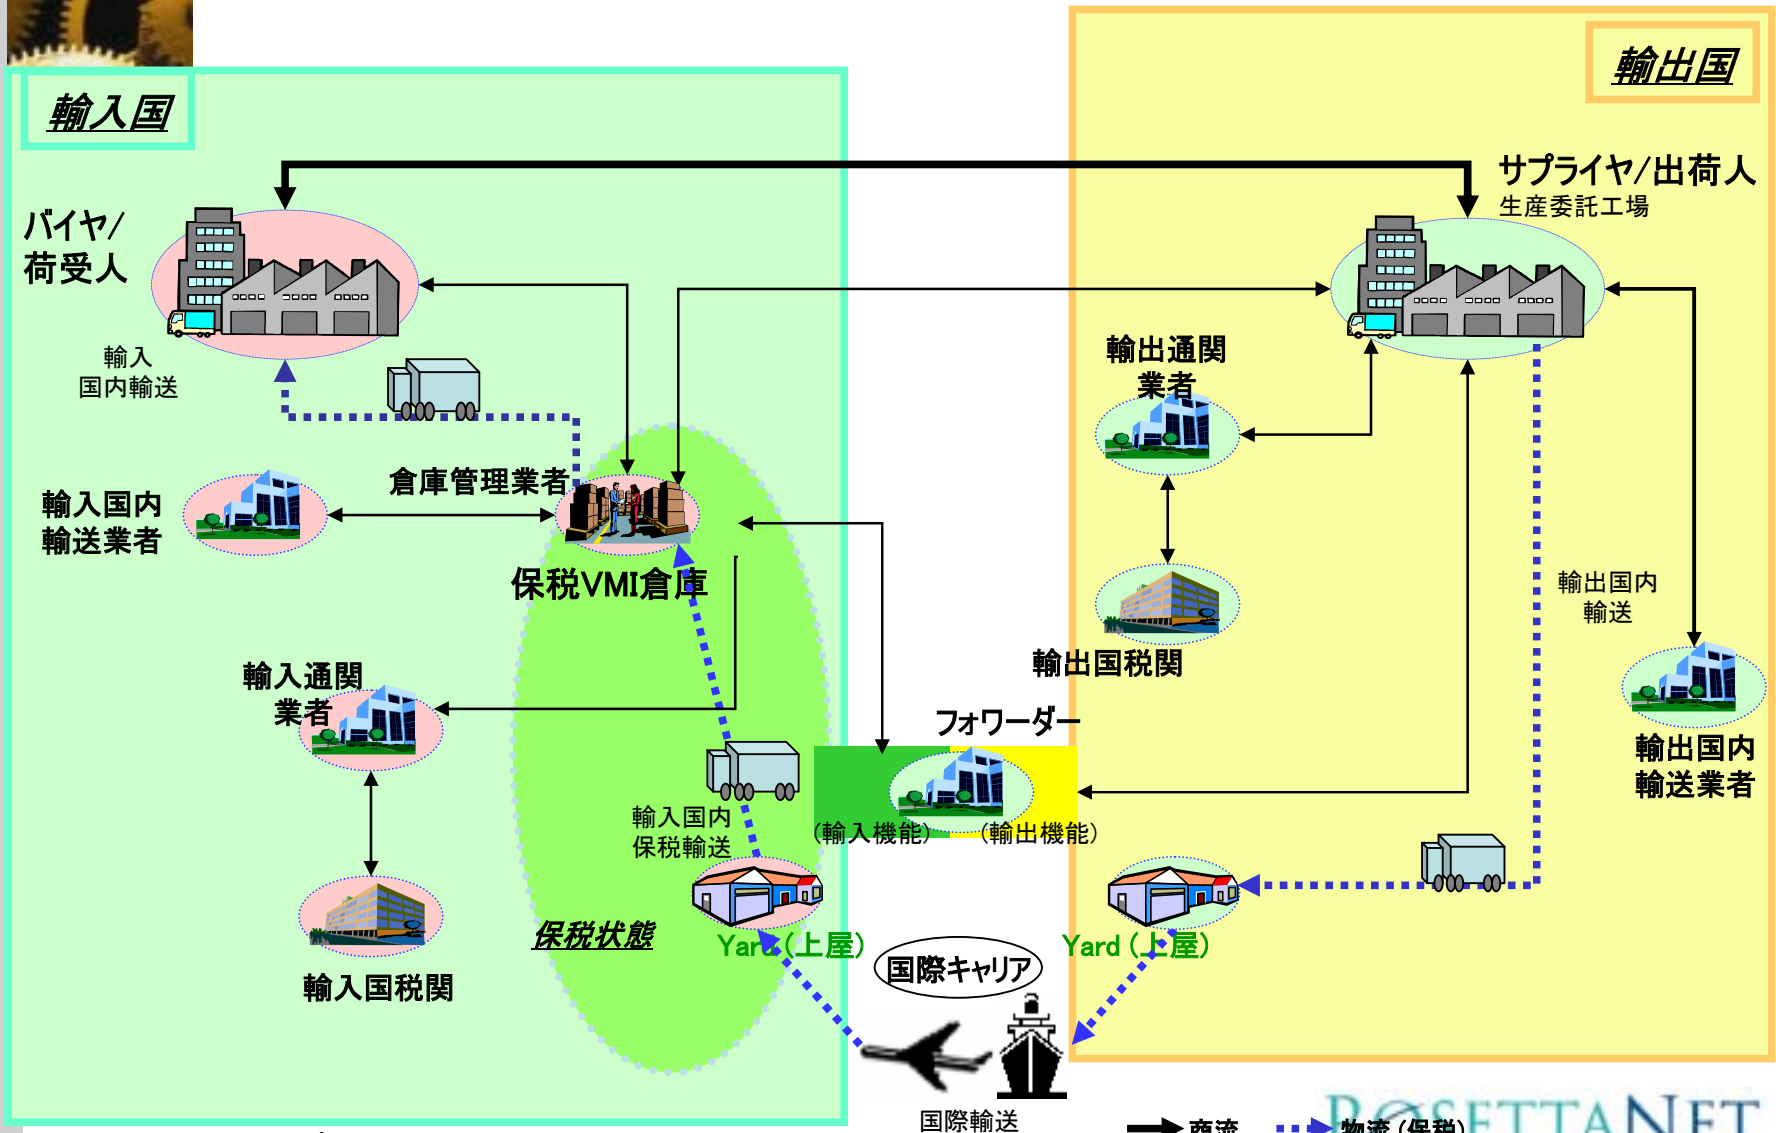 輸入国
輸出国
サプライヤ/出荷人
生産委託工場
バイヤ/
荷受人
輸入
国内輸送
輸出通関
業者
倉庫管理業者
輸入国内
輸送業者
保税VMI倉庫
輸出国内
輸送
輸出国税関
輸入通関
業者
フォワーダー
輸出国内
輸送業者
輸入国内
保税輸送
(輸入機能)
(輸出機能)
保税状態
Yard (上屋)
Yard (上屋)
国際キャリア
輸入国税関
国際輸送
商流
物流 (保税)
ROSETTANET